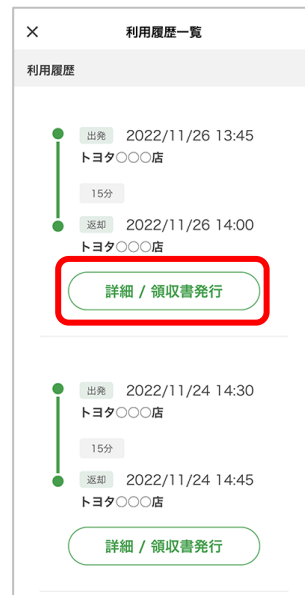 × 利用履歴一覧
利用履歴
出発 2022/11/26 13:45
トヨタ○○○店
15分
返却 2022/11/26 14:00
トヨタ○○○店
詳細 / 領収書発行
出発 2022/11/24 14:30
トヨタ○○○店
15分
返却 2022/11/24 14:45
トヨタ○○○店
詳細 / 領収書発行